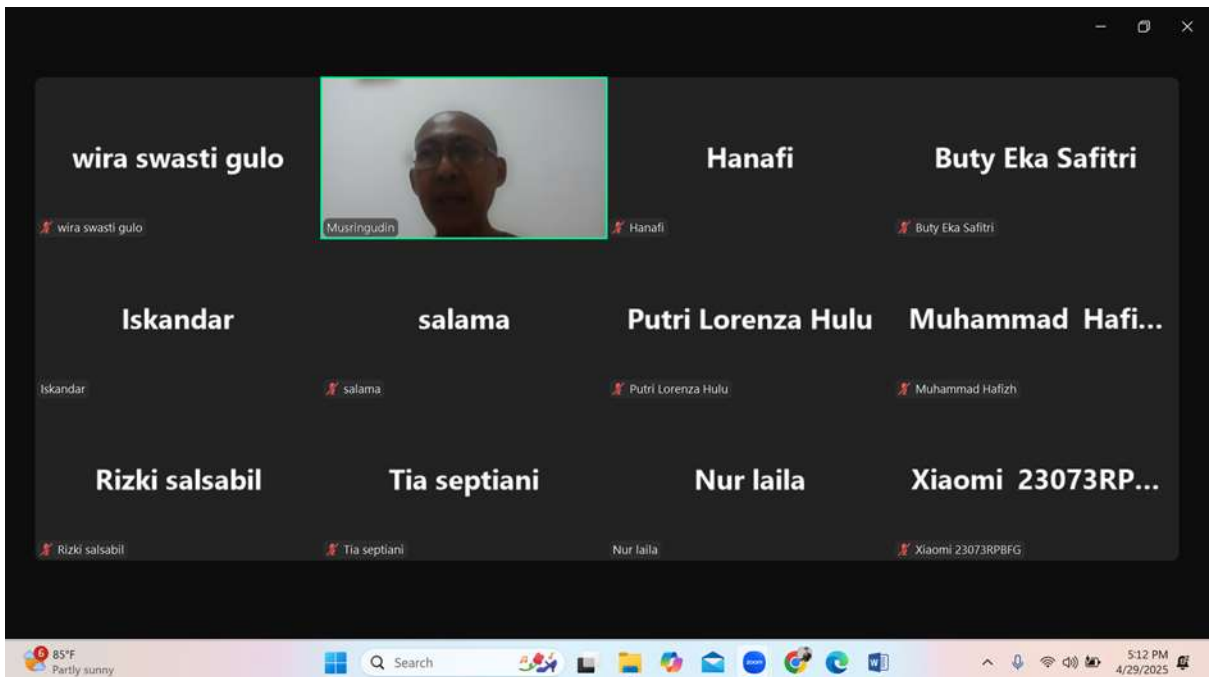 wira swasti gulo
Hanafi
Buty Eka Safitri
wira swasti gulo
Musringudin
Hanafi
Buty Eka Safitri
Iskandar
salama
Putri Lorenza Hulu
Muhammad Hafi...
Iskandar
salama
Putri Lorenza Hulu
Muhammad Hafizh
Rizki salsabil
Tia septiani
Nur laila
Xiaomi 23073RP...
Rizki salsabil
Tia septiani
Nur laila
Xiaomi 23073RPBFG
6
85°F
Partly sunny
Search
zoom
5:12 PM
4/29/2025